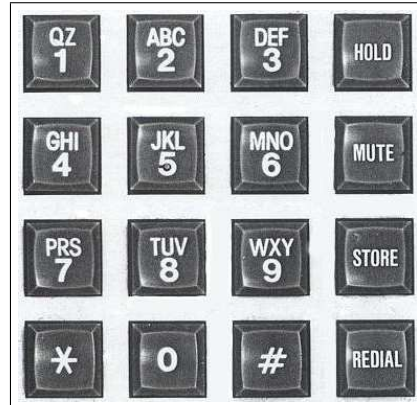 QZ ABC DEF HOLD
1 2 3
GHI JKL MNO MUTE
4 5 6
PRS TUV WXY STORE
7 8 9
* 0 # REDIAL